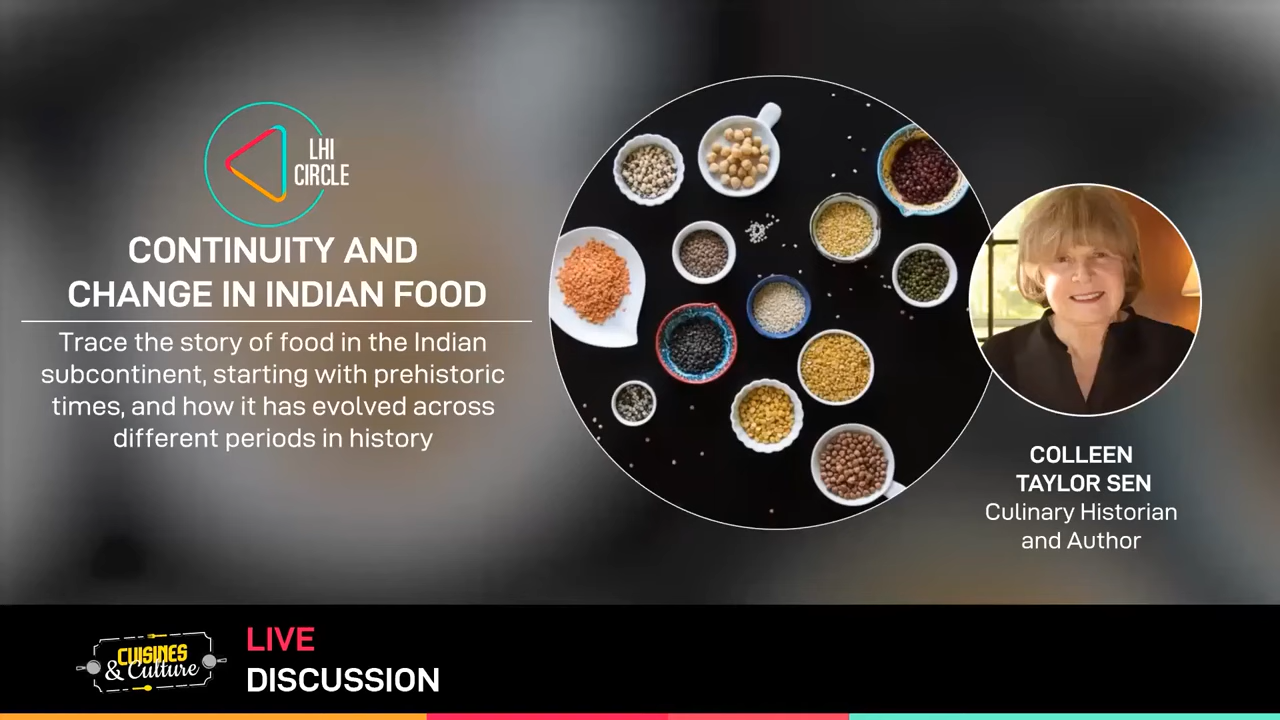 LHI
CIRCLE
CONTINUITY AND
CHANGE IN INDIAN FOOD
Trace the story of food in the Indian
subcontinent, starting with prehistoric
times, and how it has evolved across
different periods in history
COLLEEN
TAYLOR SEN
Culinary Historian
and Author
CUISINES
& Culture
LIVE
DISCUSSION